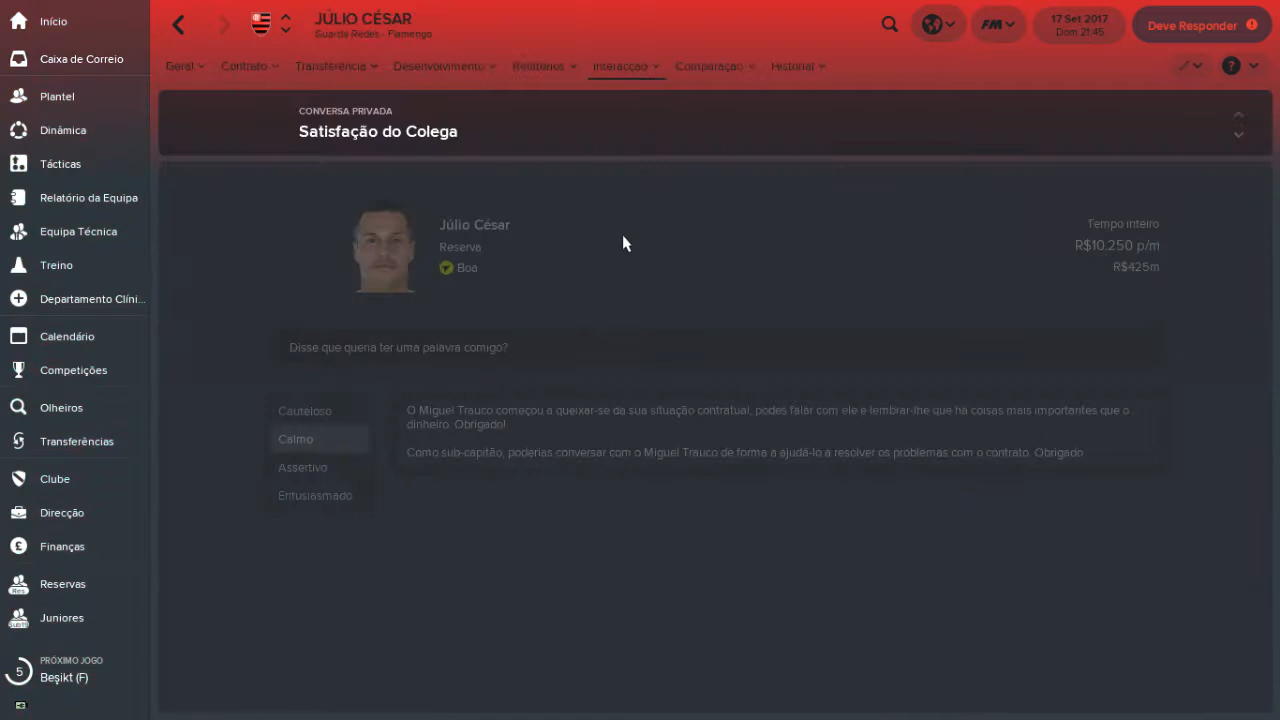 Início
Caixa de Correio
Plantel
Dinâmica
Tácticas
Relatório da Equipa
Equipa Técnica
Treino
Departamento Clíni...
Calendário
Competições
Olheiros
Transferências
Clube
Direcção
Finanças
Res
Reservas
Sub19
Juniores
PRÓXIMO JOGO
5
Beşikt (F)
JÚLIO CÉSAR
Guarda Redes - Flamengo
FM
17 Set 2017
Dom 21:45
Deve Responder
Geral
Contrato
Transferência
Desenvolvimento
Relatórios
Interacção
Comparação
Historial
?
CONVERSA PRIVADA
Satisfação do Colega
Júlio César
Reserva
Boa
Tempo inteiro
R$10.250 p/m
R$425m
Disse que queria ter uma palavra comigo?
Cauteloso
Calmo
Assertivo
Entusiasmado
O Miguel Trauco começou a queixar-se da sua situação contratual, podes falar com ele e lembrar-lhe que há coisas mais importantes que o
dinheiro. Obrigado!
Como sub-capitão, poderias conversar com o Miguel Trauco de forma a ajudá-lo a resolver os problemas com o contrato. Obrigado